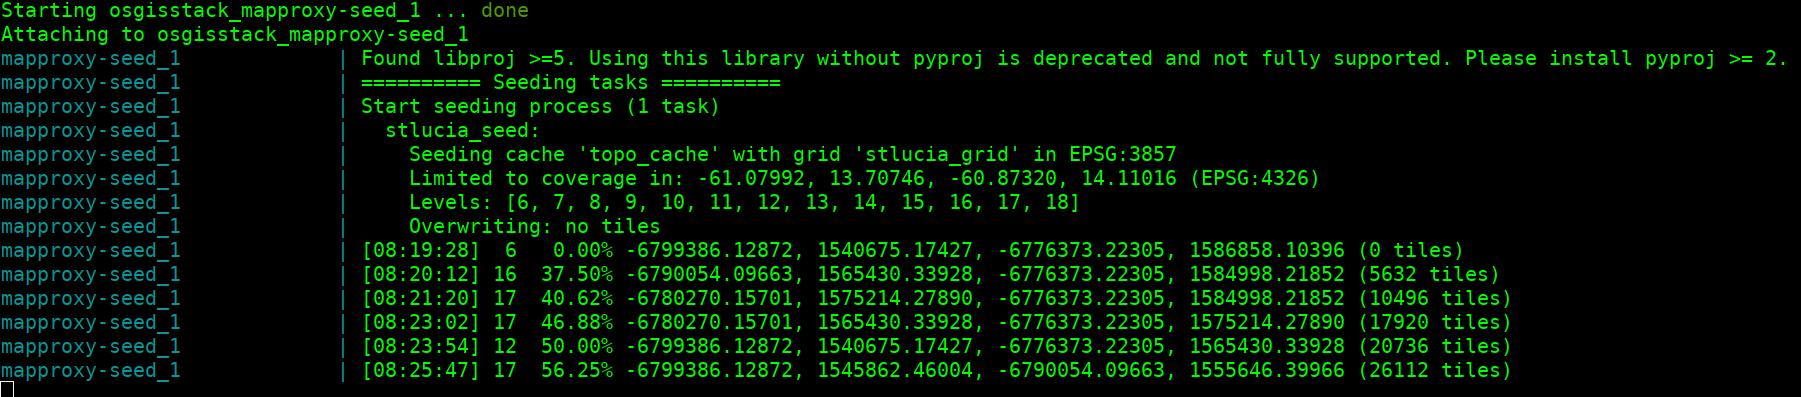 Starting osgisstack_mapproxy-seed_1 ... done
Attaching to osgisstack_mapproxy-seed_1
mapproxy-seed_1             | Found libproj >=5. Using this library without pyproj is deprecated and not fully supported. Please install pyproj >= 2.
mapproxy-seed_1             | ========== Seeding tasks ==========
mapproxy-seed_1             | Start seeding process (1 task)
mapproxy-seed_1             |   stlucia_seed:
mapproxy-seed_1             |     Seeding cache 'topo_cache' with grid 'stlucia_grid' in EPSG:3857
mapproxy-seed_1             |     Limited to coverage in: -61.07992, 13.70746, -60.87320, 14.11016 (EPSG:4326)
mapproxy-seed_1             |     Levels: [6, 7, 8, 9, 10, 11, 12, 13, 14, 15, 16, 17, 18]
mapproxy-seed_1             |     Overwriting: no tiles
mapproxy-seed_1             | [08:19:28]  6   0.00% -6799386.12872, 1540675.17427, -6776373.22305, 1586858.10396 (0 tiles)
mapproxy-seed_1             | [08:20:12] 16  37.50% -6790054.09663, 1565430.33928, -6776373.22305, 1584998.21852 (5632 tiles)
mapproxy-seed_1             | [08:21:20] 17  40.62% -6780270.15701, 1575214.27890, -6776373.22305, 1584998.21852 (10496 tiles)
mapproxy-seed_1             | [08:23:02] 17  46.88% -6780270.15701, 1565430.33928, -6776373.22305, 1575214.27890 (17920 tiles)
mapproxy-seed_1             | [08:23:54] 12  50.00% -6799386.12872, 1540675.17427, -6776373.22305, 1565430.33928 (20736 tiles)
mapproxy-seed_1             | [08:25:47] 17  56.25% -6799386.12872, 1545862.46004, -6790054.09663, 1555646.39966 (26112 tiles)